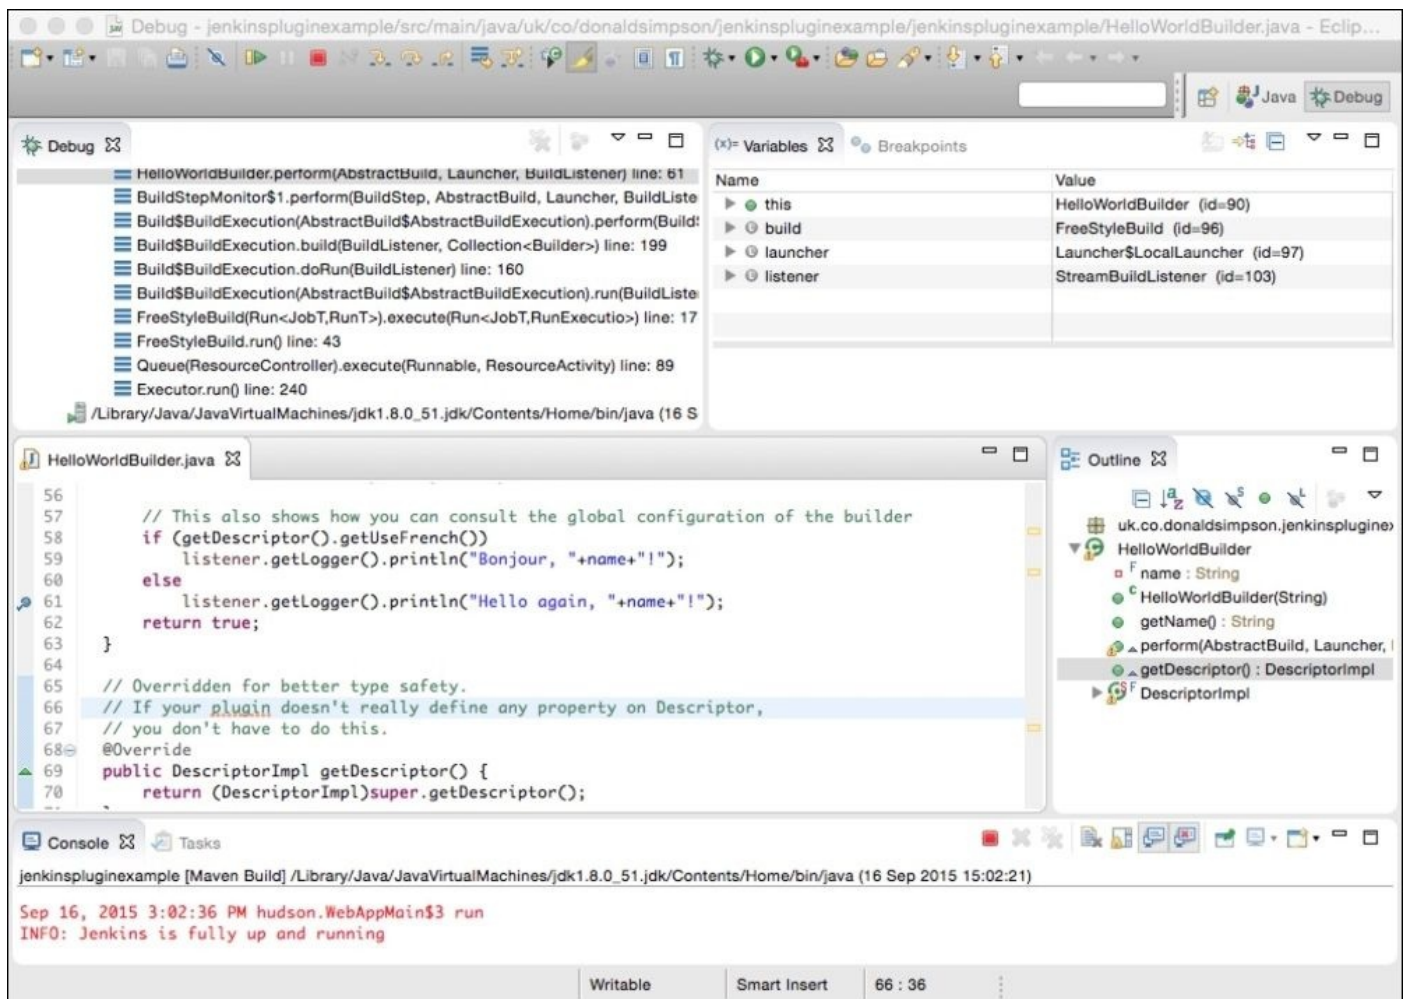 Debug - jenkinspluginexample/src/main/java/uk/co/donaldsimpson/jenkinspluginexample/jenkinspluginexample/HelloWorldBuilder.java - Eclip...
Java Debug
Debug
HelloWorldBuilder.perform(AbstractBuild, Launcher, BuildListener) line: 61
BuildStepMonitor$1.perform(BuildStep, AbstractBuild, Launcher, BuildListe
Build$BuildExecution(AbstractBuild$AbstractBuildExecution).perform(Build
Build$BuildExecution.build(BuildListener, Collection<Builder>) line: 199
Build$BuildExecution.doRun(BuildListener) line: 160
Build$BuildExecution(AbstractBuild$AbstractBuildExecution).run(BuildListe
FreeStyleBuild(Run<JobT,RunT>).execute(Run<JobT,RunExecutio>) line: 17
FreeStyleBuild.run() line: 43
Queue(ResourceController).execute(Runnable, ResourceActivity) line: 89
Executor.run() line: 240
/Library/Java/JavaVirtualMachines/jdk1.8.0_51.jdk/Contents/Home/bin/java (16 S
(x)= Variables Breakpoints
Name Value
this HelloWorldBuilder (id=90)
build FreeStyleBuild (id=96)
launcher Launcher$LocalLauncher (id=97)
listener StreamBuildListener (id=103)
HelloWorldBuilder.java
56
57 // This also shows how you can consult the global configuration of the builder
58 if (getDescriptor().getUseFrench())
59 listener.getLogger().println("Bonjour, "+name+"!");
60 else
61 listener.getLogger().println("Hello again, "+name+"!");
62 return true;
63 }
64
65 // Overridden for better type safety.
66 // If your plugin doesn't really define any property on Descriptor,
67 // you don't have to do this.
68 @Override
69 public DescriptorImpl getDescriptor() {
70 return (DescriptorImpl)super.getDescriptor();
Outline
uk.co.donaldsimpson.jenkinspluginex
HelloWorldBuilder
F name : String
C HelloWorldBuilder(String)
getName() : String
perform(AbstractBuild, Launcher,
getDescriptor() : DescriptorImpl
S F DescriptorImpl
Console Tasks
jenkinspluginexample [Maven Build] /Library/Java/JavaVirtualMachines/jdk1.8.0_51.jdk/Contents/Home/bin/java (16 Sep 2015 15:02:21)
Sep 16, 2015 3:02:36 PM hudson.WebAppMain$3 run
INFO: Jenkins is fully up and running
Writable Smart Insert 66 : 36